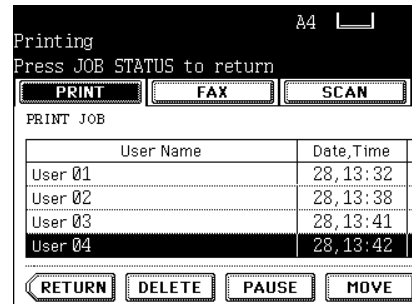 A4
Printing
Press JOB STATUS to return
PRINT FAX SCAN
PRINT JOB
User Name Date,Time
User 01 28,13:32
User 02 28,13:38
User 03 28,13:41
User 04 28,13:42
RETURN DELETE PAUSE MOVE